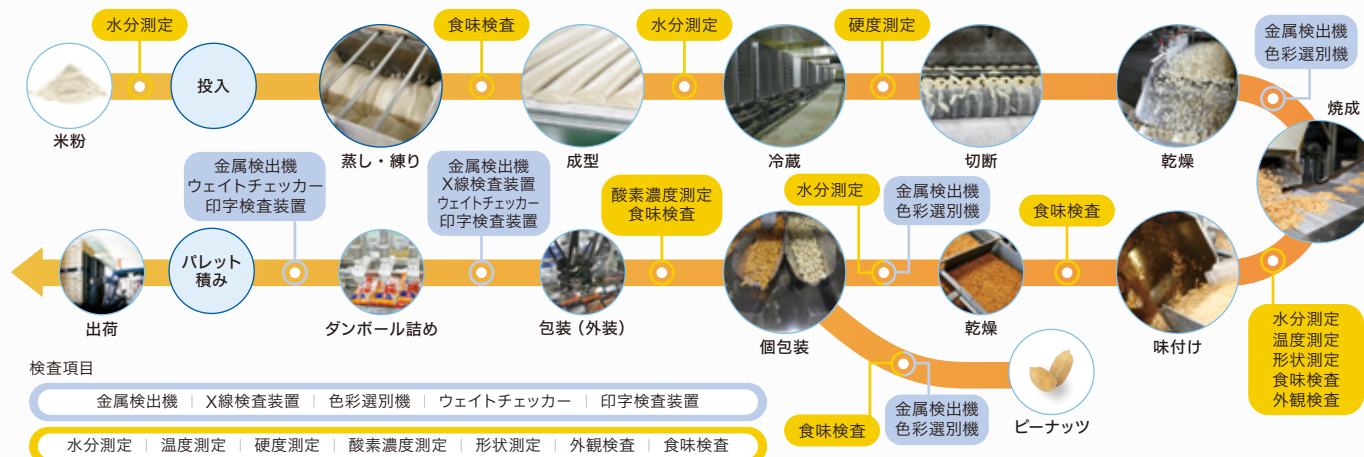 水分測定
食味検査
水分測定
硬度測定
金属検出機
色彩選別機
投入
米粉
蒸し・練り
成型
冷蔵
切断
乾燥
焼成
金属検出機
ウェイトチェッカー
印字検査装置
金属検出機
X線検査装置
ウェイトチェッカー
印字検査装置
酸素濃度測定
食味検査
水分測定
金属検出機
色彩選別機
食味検査
パレット
積み
出荷
ダンボール詰め
包装（外装）
個包装
乾燥
味付け
水分測定
温度測定
形状測定
食味検査
外観検査
食味検査
金属検出機
色彩選別機
ピーナッツ
検査項目
金属検出機 | X線検査装置 | 色彩選別機 | ウェイトチェッカー | 印字検査装置
水分測定 | 温度測定 | 硬度測定 | 酸素濃度測定 | 形状測定 | 外観検査 | 食味検査